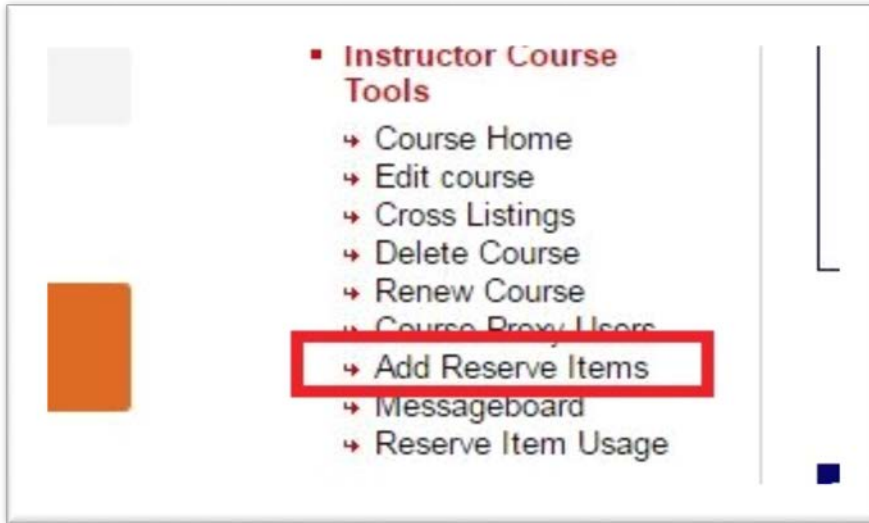 Instructor Course
Tools
Course Home
Edit course
Cross Listings
Delete Course
Renew Course
Course Proxy Users
Add Reserve Items
Messageboard
Reserve Item Usage